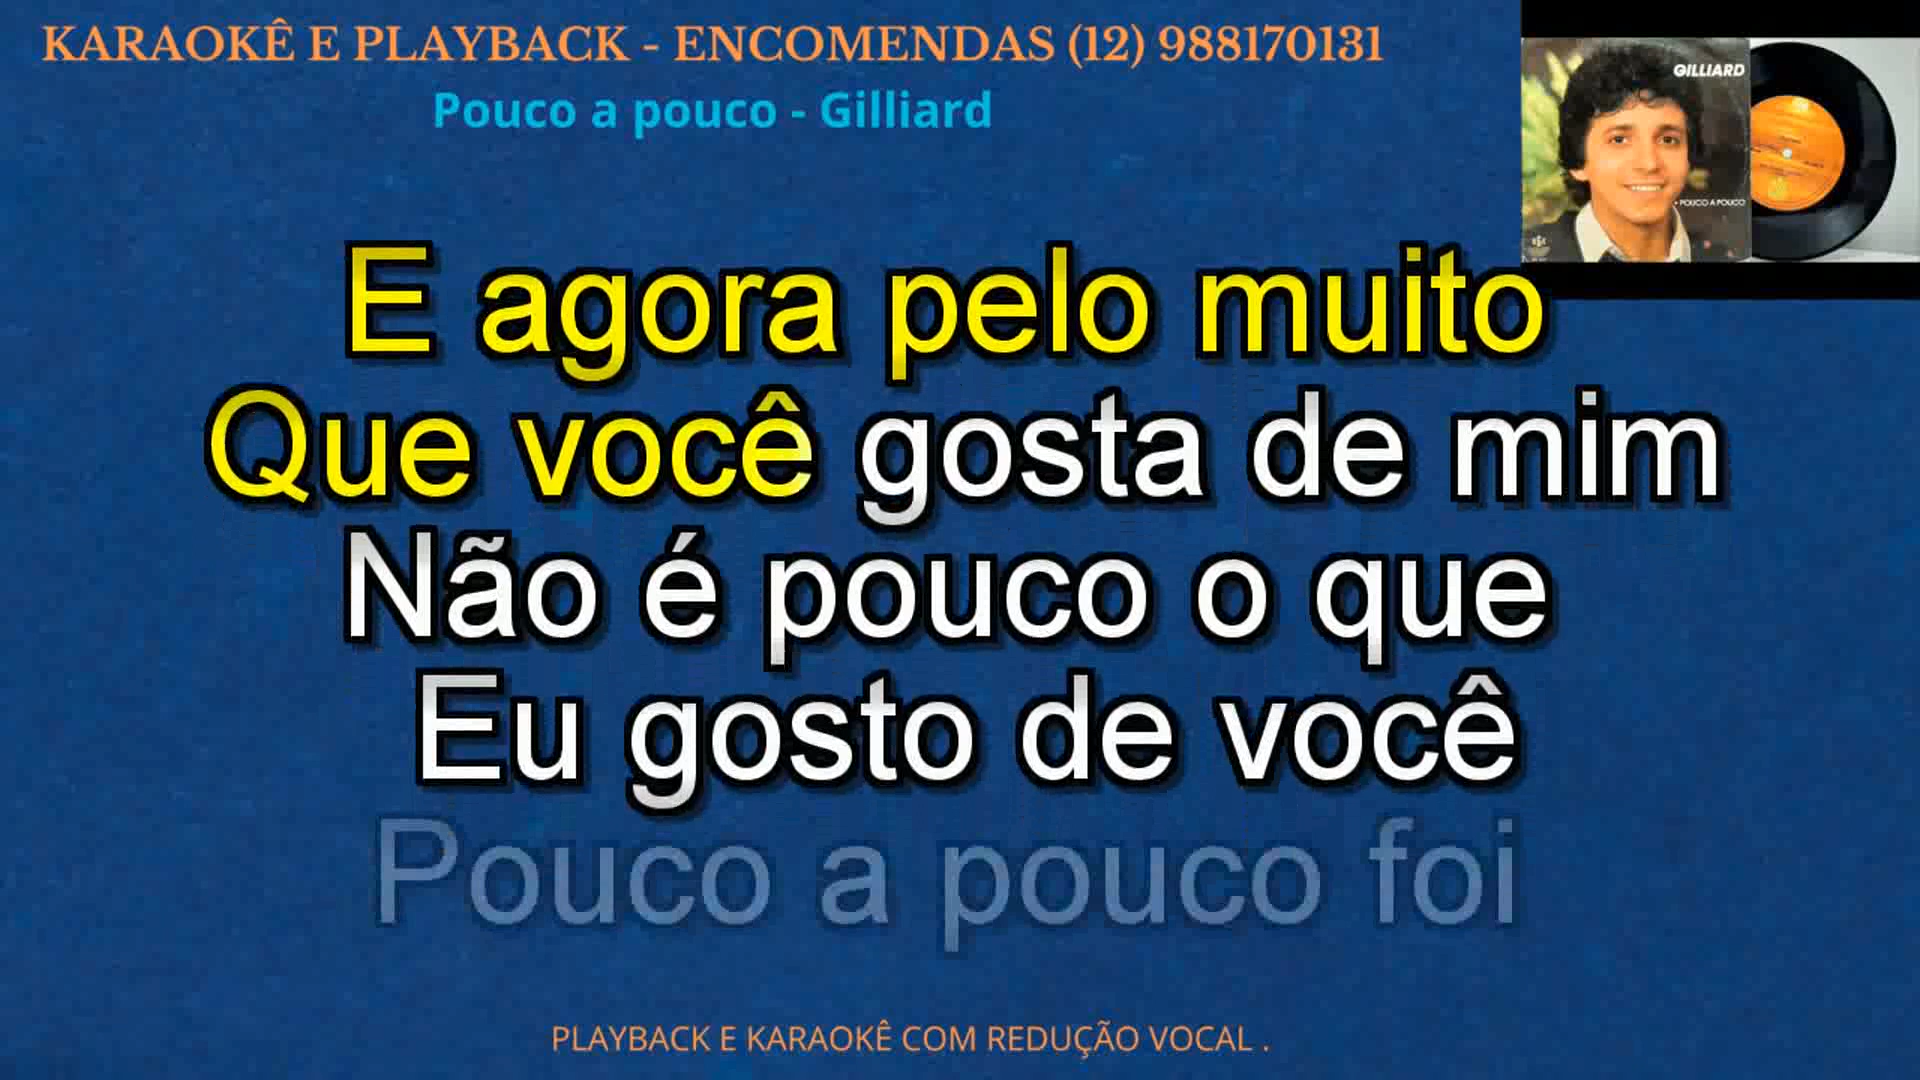 KARAOKÊ E PLAYBACK - ENCOMENDAS (12) 988170131
Pouco a pouco - Gilliard
GILLIARD
• POUCO A POUCO
E agora pelo muito
Que você gosta de mim
Não é pouco o que
Eu gosto de você
Pouco a pouco foi
PLAYBACK E KARAOKÊ COM REDUÇÃO VOCAL .